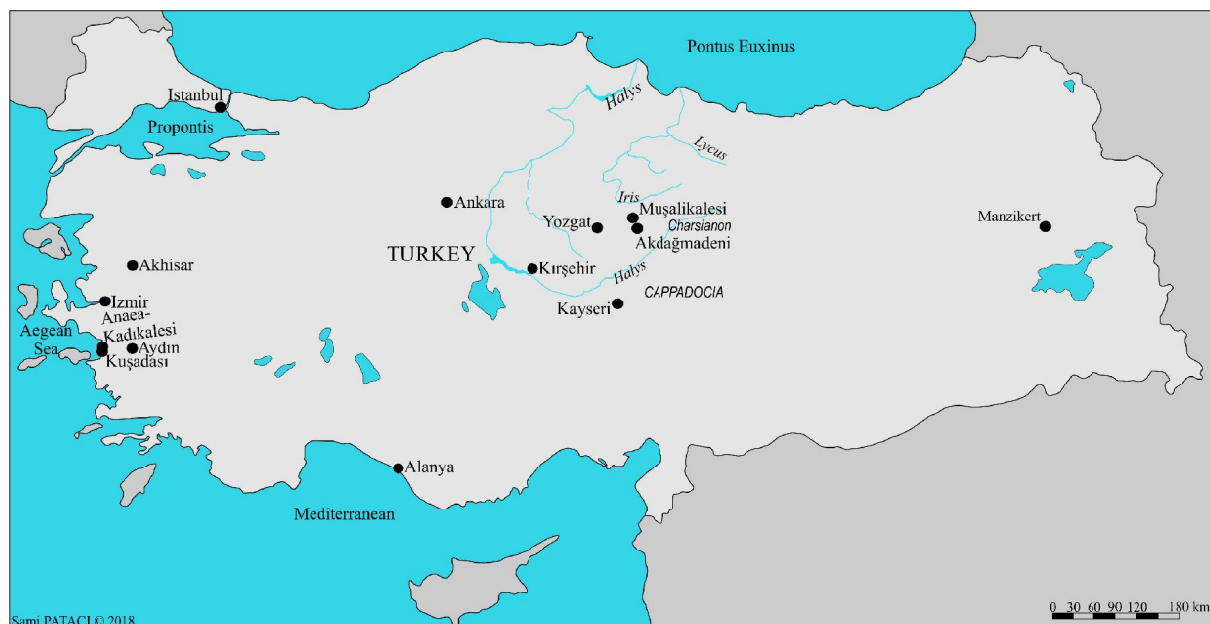 Pontus Euxinus
Istanbul
Propontis
Halys
Lycus
Ankara
Iris
Muşalikalesi
Yozgat
Charsianon
Akdağmadeni
Manzikert
TURKEY
Akhisar
Kırşehir
Halys
CAPPADOCIA
Izmir
Kayseri
Anaea-
Kadıkalesi
Aegean
Sea
Aydın
Kuşadası
Alanya
Mediterranean
0 30 60 90 120 180 km
Sami PATACI © 2018